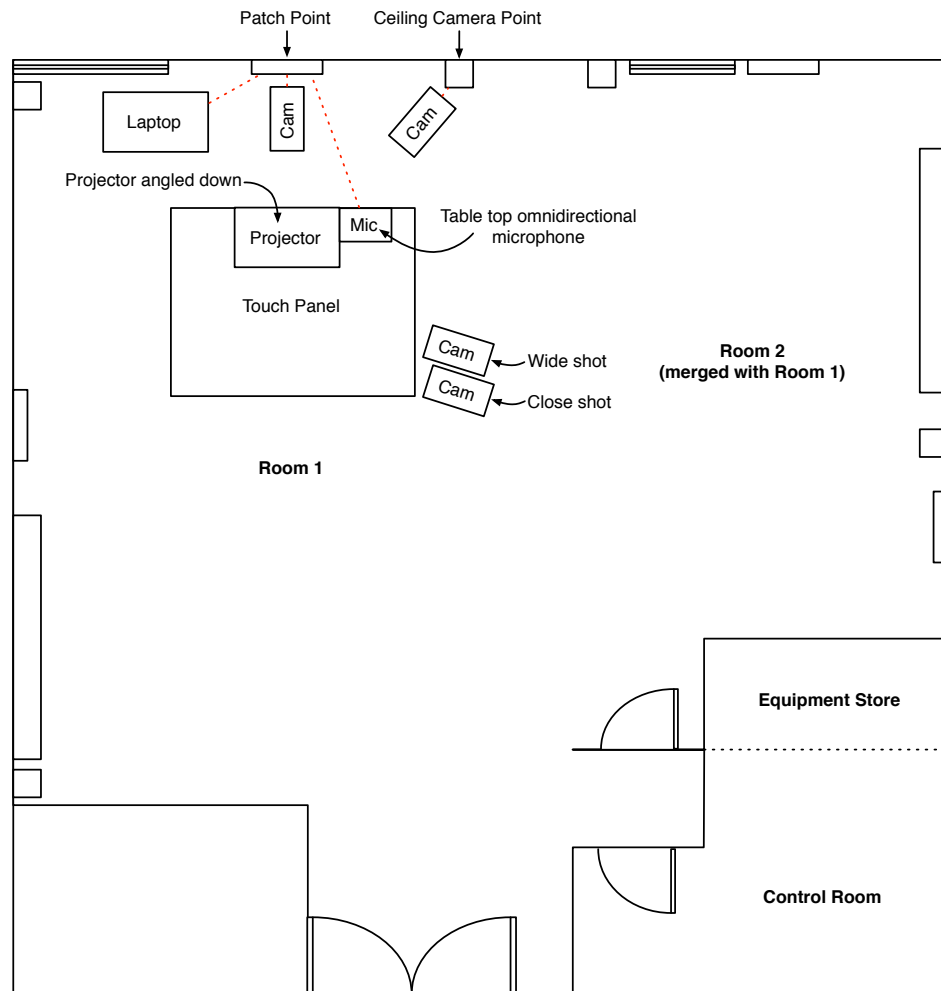 Patch Point
Ceiling Camera Point
Laptop
Cam
Cam
Projector angled down
Projector
Mic
Table top omnidirectional
microphone
Touch Panel
Cam
Wide shot
Cam
Close shot
Room 2
(merged with Room 1)
Room 1
Equipment Store
Control Room